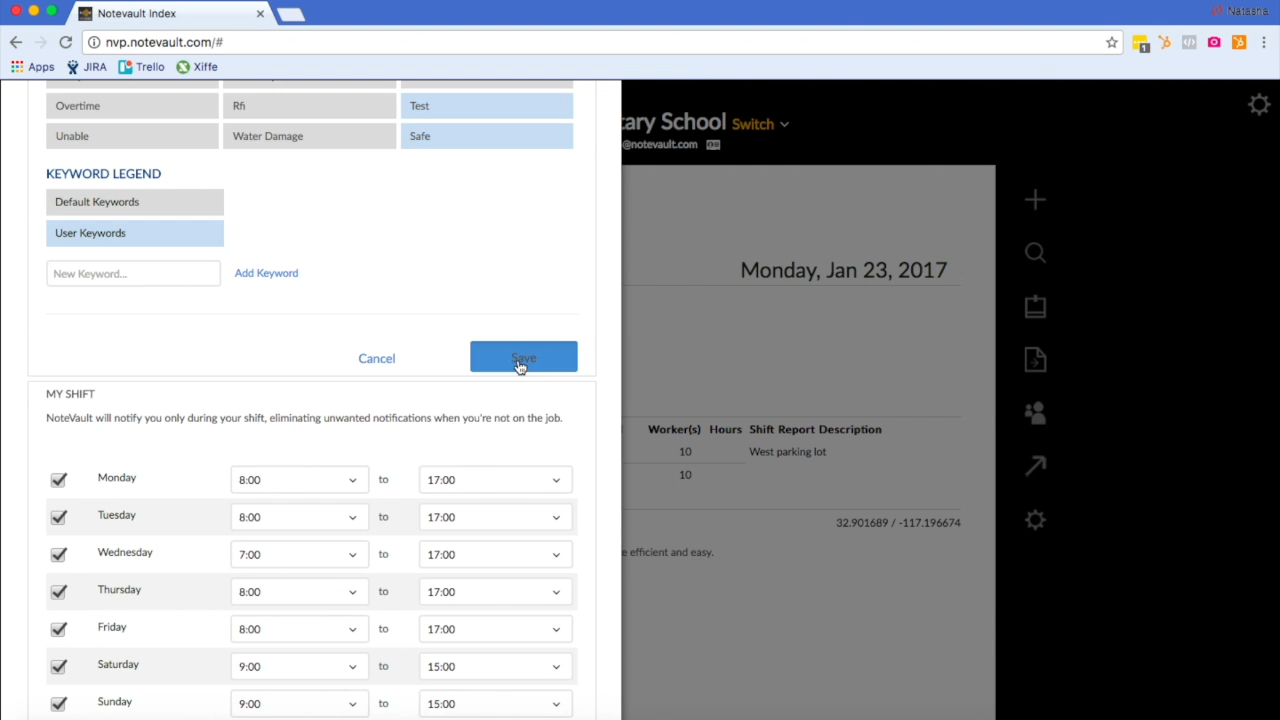 Notevault Index
Natasha
nvp.notevault.com/#
1
Apps JIRA Trello Xiffe
Overtime Rfi Test
Unable Water Damage Safe
KEYWORD LEGEND
Default Keywords
User Keywords
New Keyword... Add Keyword
Cancel Save
MY SHIFT
NoteVault will notify you only during your shift, eliminating unwanted notifications when you're not on the job.
Monday 8:00 to 17:00
Tuesday 8:00 to 17:00
Wednesday 7:00 to 17:00
Thursday 8:00 to 17:00
Friday 8:00 to 17:00
Saturday 9:00 to 15:00
Sunday 9:00 to 15:00
tary School Switch
@notevault.com
Monday, Jan 23, 2017
Worker(s) Hours Shift Report Description
10 West parking lot
10
32.901689 / -117.196674
e efficient and easy.